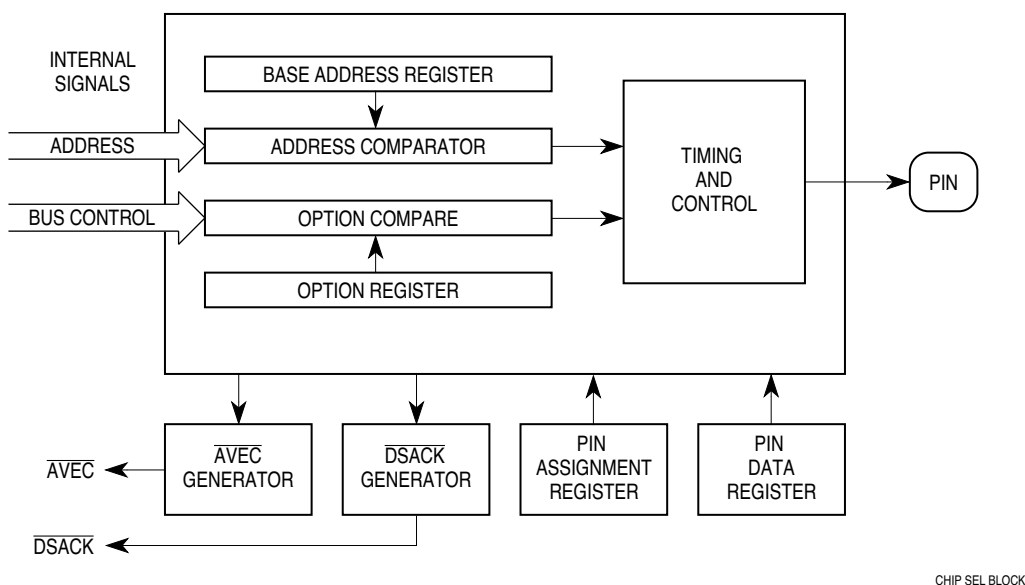 INTERNAL
SIGNALS
BASE ADDRESS REGISTER
ADDRESS
ADDRESS COMPARATOR
TIMING
AND
CONTROL
PIN
BUS CONTROL
OPTION COMPARE
OPTION REGISTER
AVEC
GENERATOR
DSACK
GENERATOR
PIN
ASSIGNMENT
REGISTER
PIN
DATA
REGISTER
AVEC
DSACK
CHIP SEL BLOCK